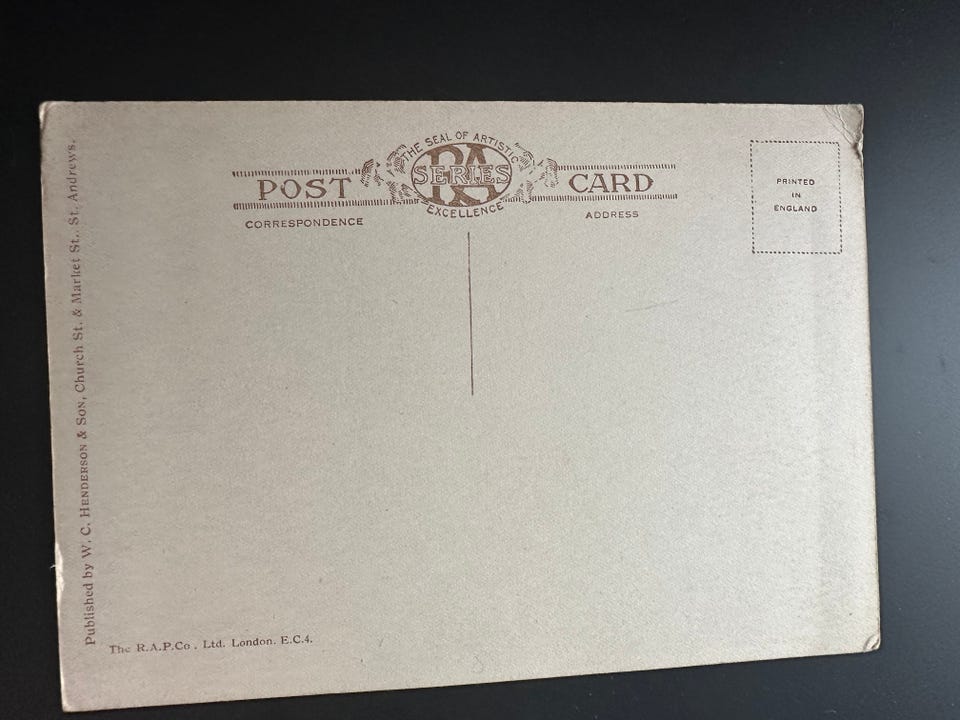 THE SEAL OF ARTISTIC
RA
POST SERIES CARD
EXCELLENCE
CORRESPONDENCE
ADDRESS
PRINTED
IN
ENGLAND
Published by W. C. HENDERSON & SON, Church St. & Market St., St. Andrews.
The R.A.P.Co., Ltd. London. E.C.4.